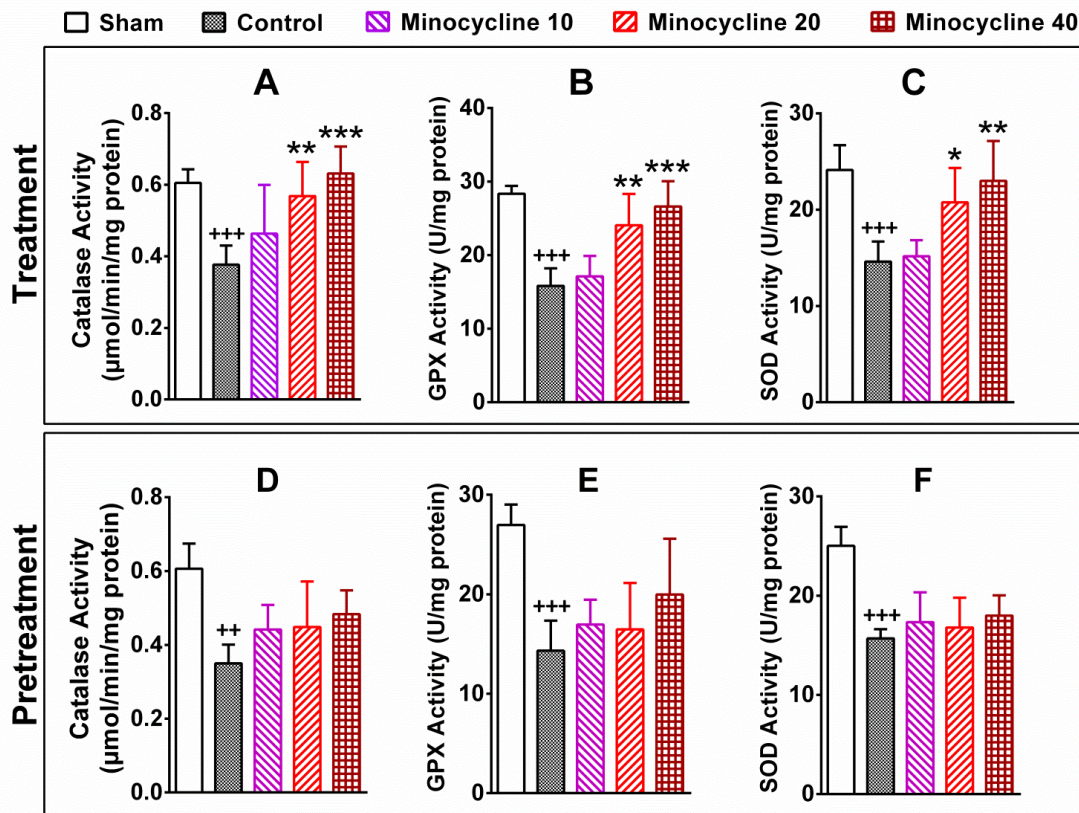 Sham Control Minocycline 10 Minocycline 20 Minocycline 40
Treatment
A
Catalase Activity
(µmol/min/mg protein)
0.8
0.6
0.4
0.2
0.0
+++
**
***
B
GPX Activity (U/mg protein)
40
30
20
10
0
+++
**
***
C
SOD Activity (U/mg protein)
30
20
10
0
+++
*
**
Pretreatment
D
Catalase Activity
(µmol/min/mg protein)
0.8
0.6
0.4
0.2
0.0
++
E
GPX Activity (U/mg protein)
30
20
10
0
+++
F
SOD Activity (U/mg protein)
30
20
10
0
+++